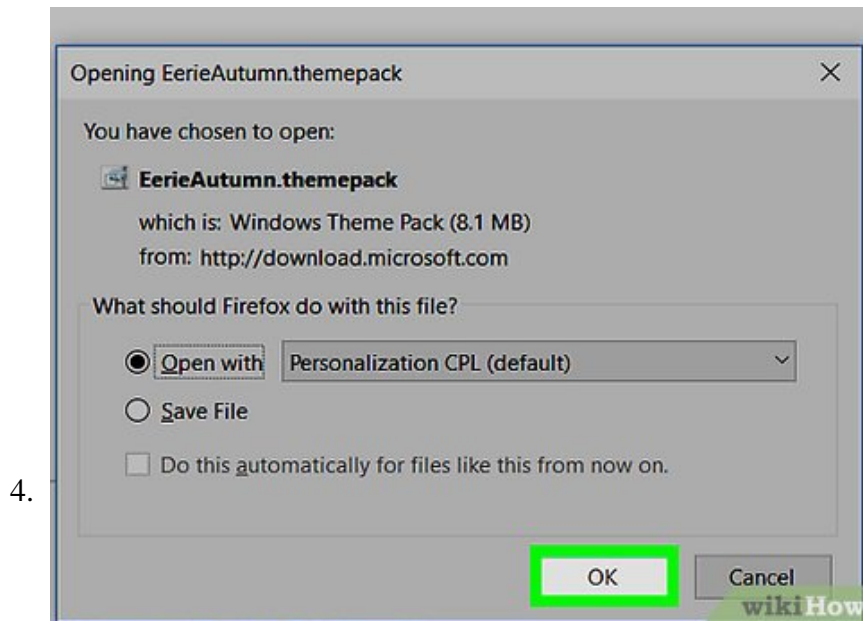 Opening EerieAutumn.themepack
You have chosen to open:
EerieAutumn.themepack
which is: Windows Theme Pack (8.1 MB)
from: http://download.microsoft.com
What should Firefox do with this file?
Open with Personalization CPL (default)
Save File
Do this automatically for files like this from now on.
4.
OK Cancel
wikiHow